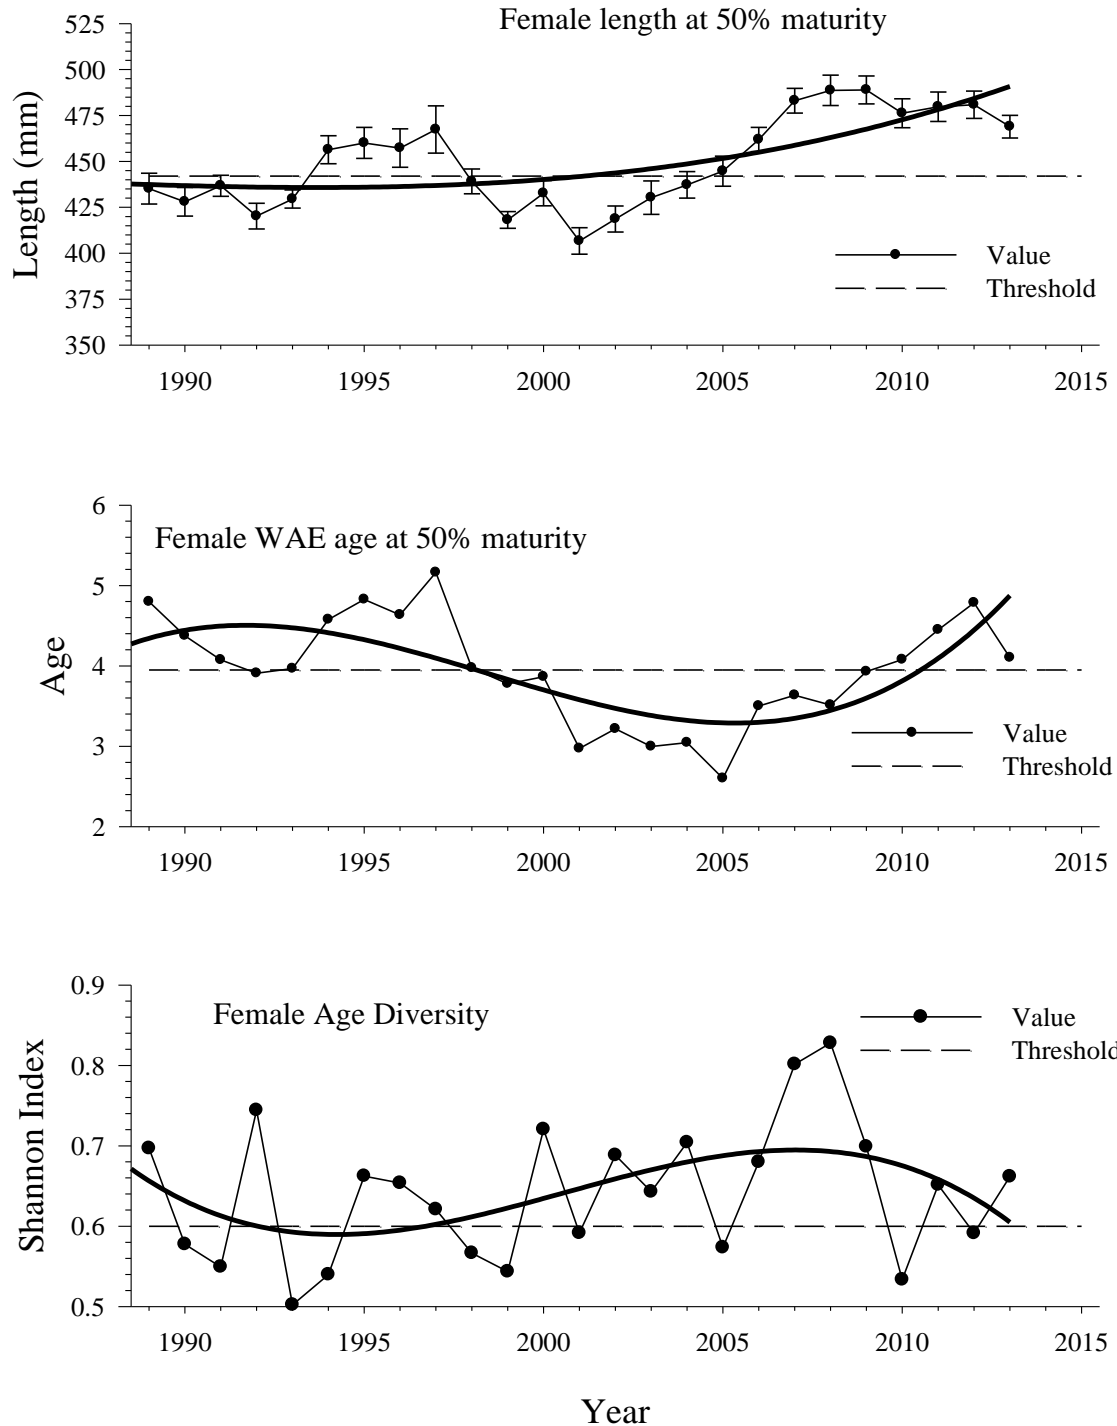 Female length at 50% maturity
525
500
475
450
425
400
375
350
Length (mm)
Value
Threshold
1990 1995 2000 2005 2010 2015
Female WAE age at 50% maturity
6
5
4
3
2
Age
Value
Threshold
1990 1995 2000 2005 2010 2015
Female Age Diversity
0.9
0.8
0.7
0.6
0.5
Shannon Index
Value
Threshold
1990 1995 2000 2005 2010 2015
Year